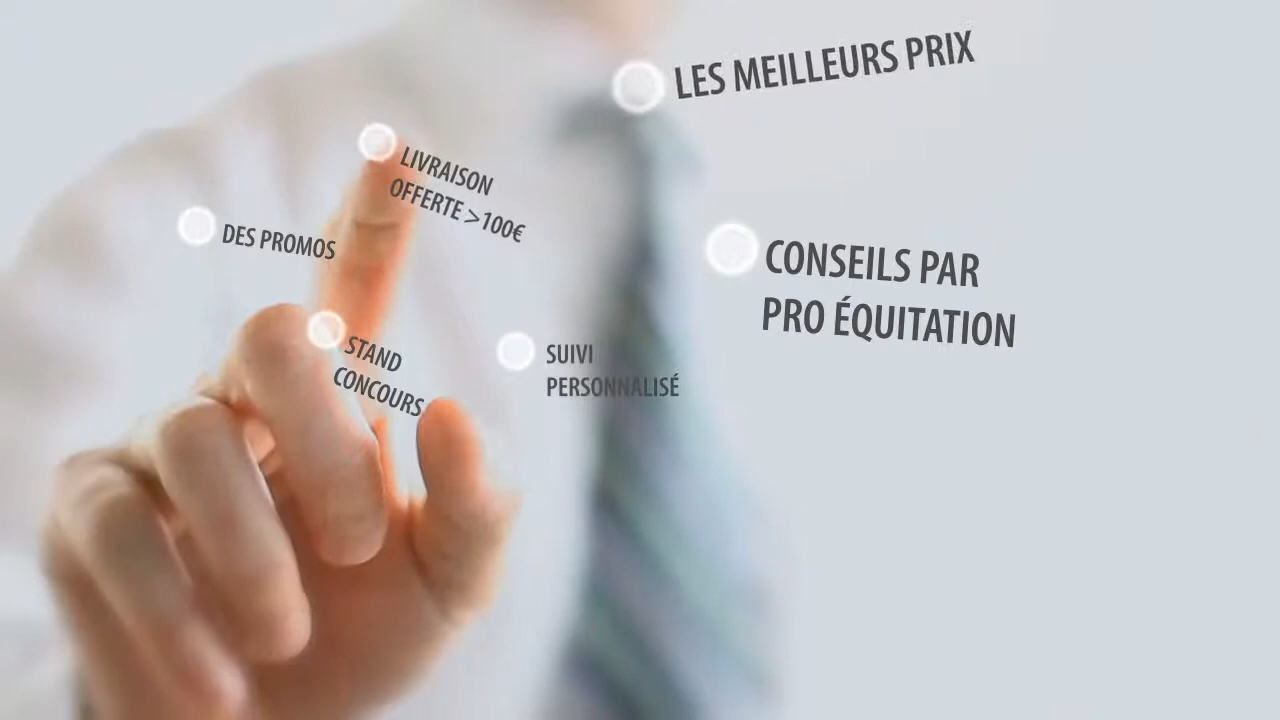 LES MEILLEURS PRIX
LIVRAISON
OFFERTE >100€
DES PROMOS
CONSEILS PAR
PRO ÉQUITATION
STAND
CONCOURS
SUIVI
PERSONNALISÉ